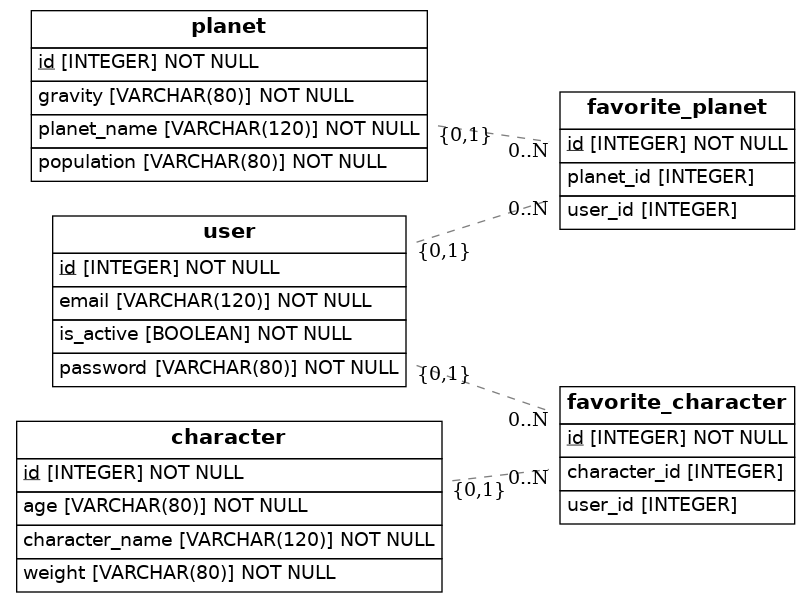 planet
id [INTEGER] NOT NULL
gravity [VARCHAR(80)] NOT NULL
planet_name [VARCHAR(120)] NOT NULL
population [VARCHAR(80)] NOT NULL
{0,1}
0..N
favorite_planet
id [INTEGER] NOT NULL
planet_id [INTEGER]
user_id [INTEGER]
user
id [INTEGER] NOT NULL
email [VARCHAR(120)] NOT NULL
is_active [BOOLEAN] NOT NULL
password [VARCHAR(80)] NOT NULL
0..N
{0,1}
{0,1}
0..N
favorite_character
id [INTEGER] NOT NULL
character_id [INTEGER]
user_id [INTEGER]
character
id [INTEGER] NOT NULL
age [VARCHAR(80)] NOT NULL
character_name [VARCHAR(120)] NOT NULL
weight [VARCHAR(80)] NOT NULL
{0,1}
0..N